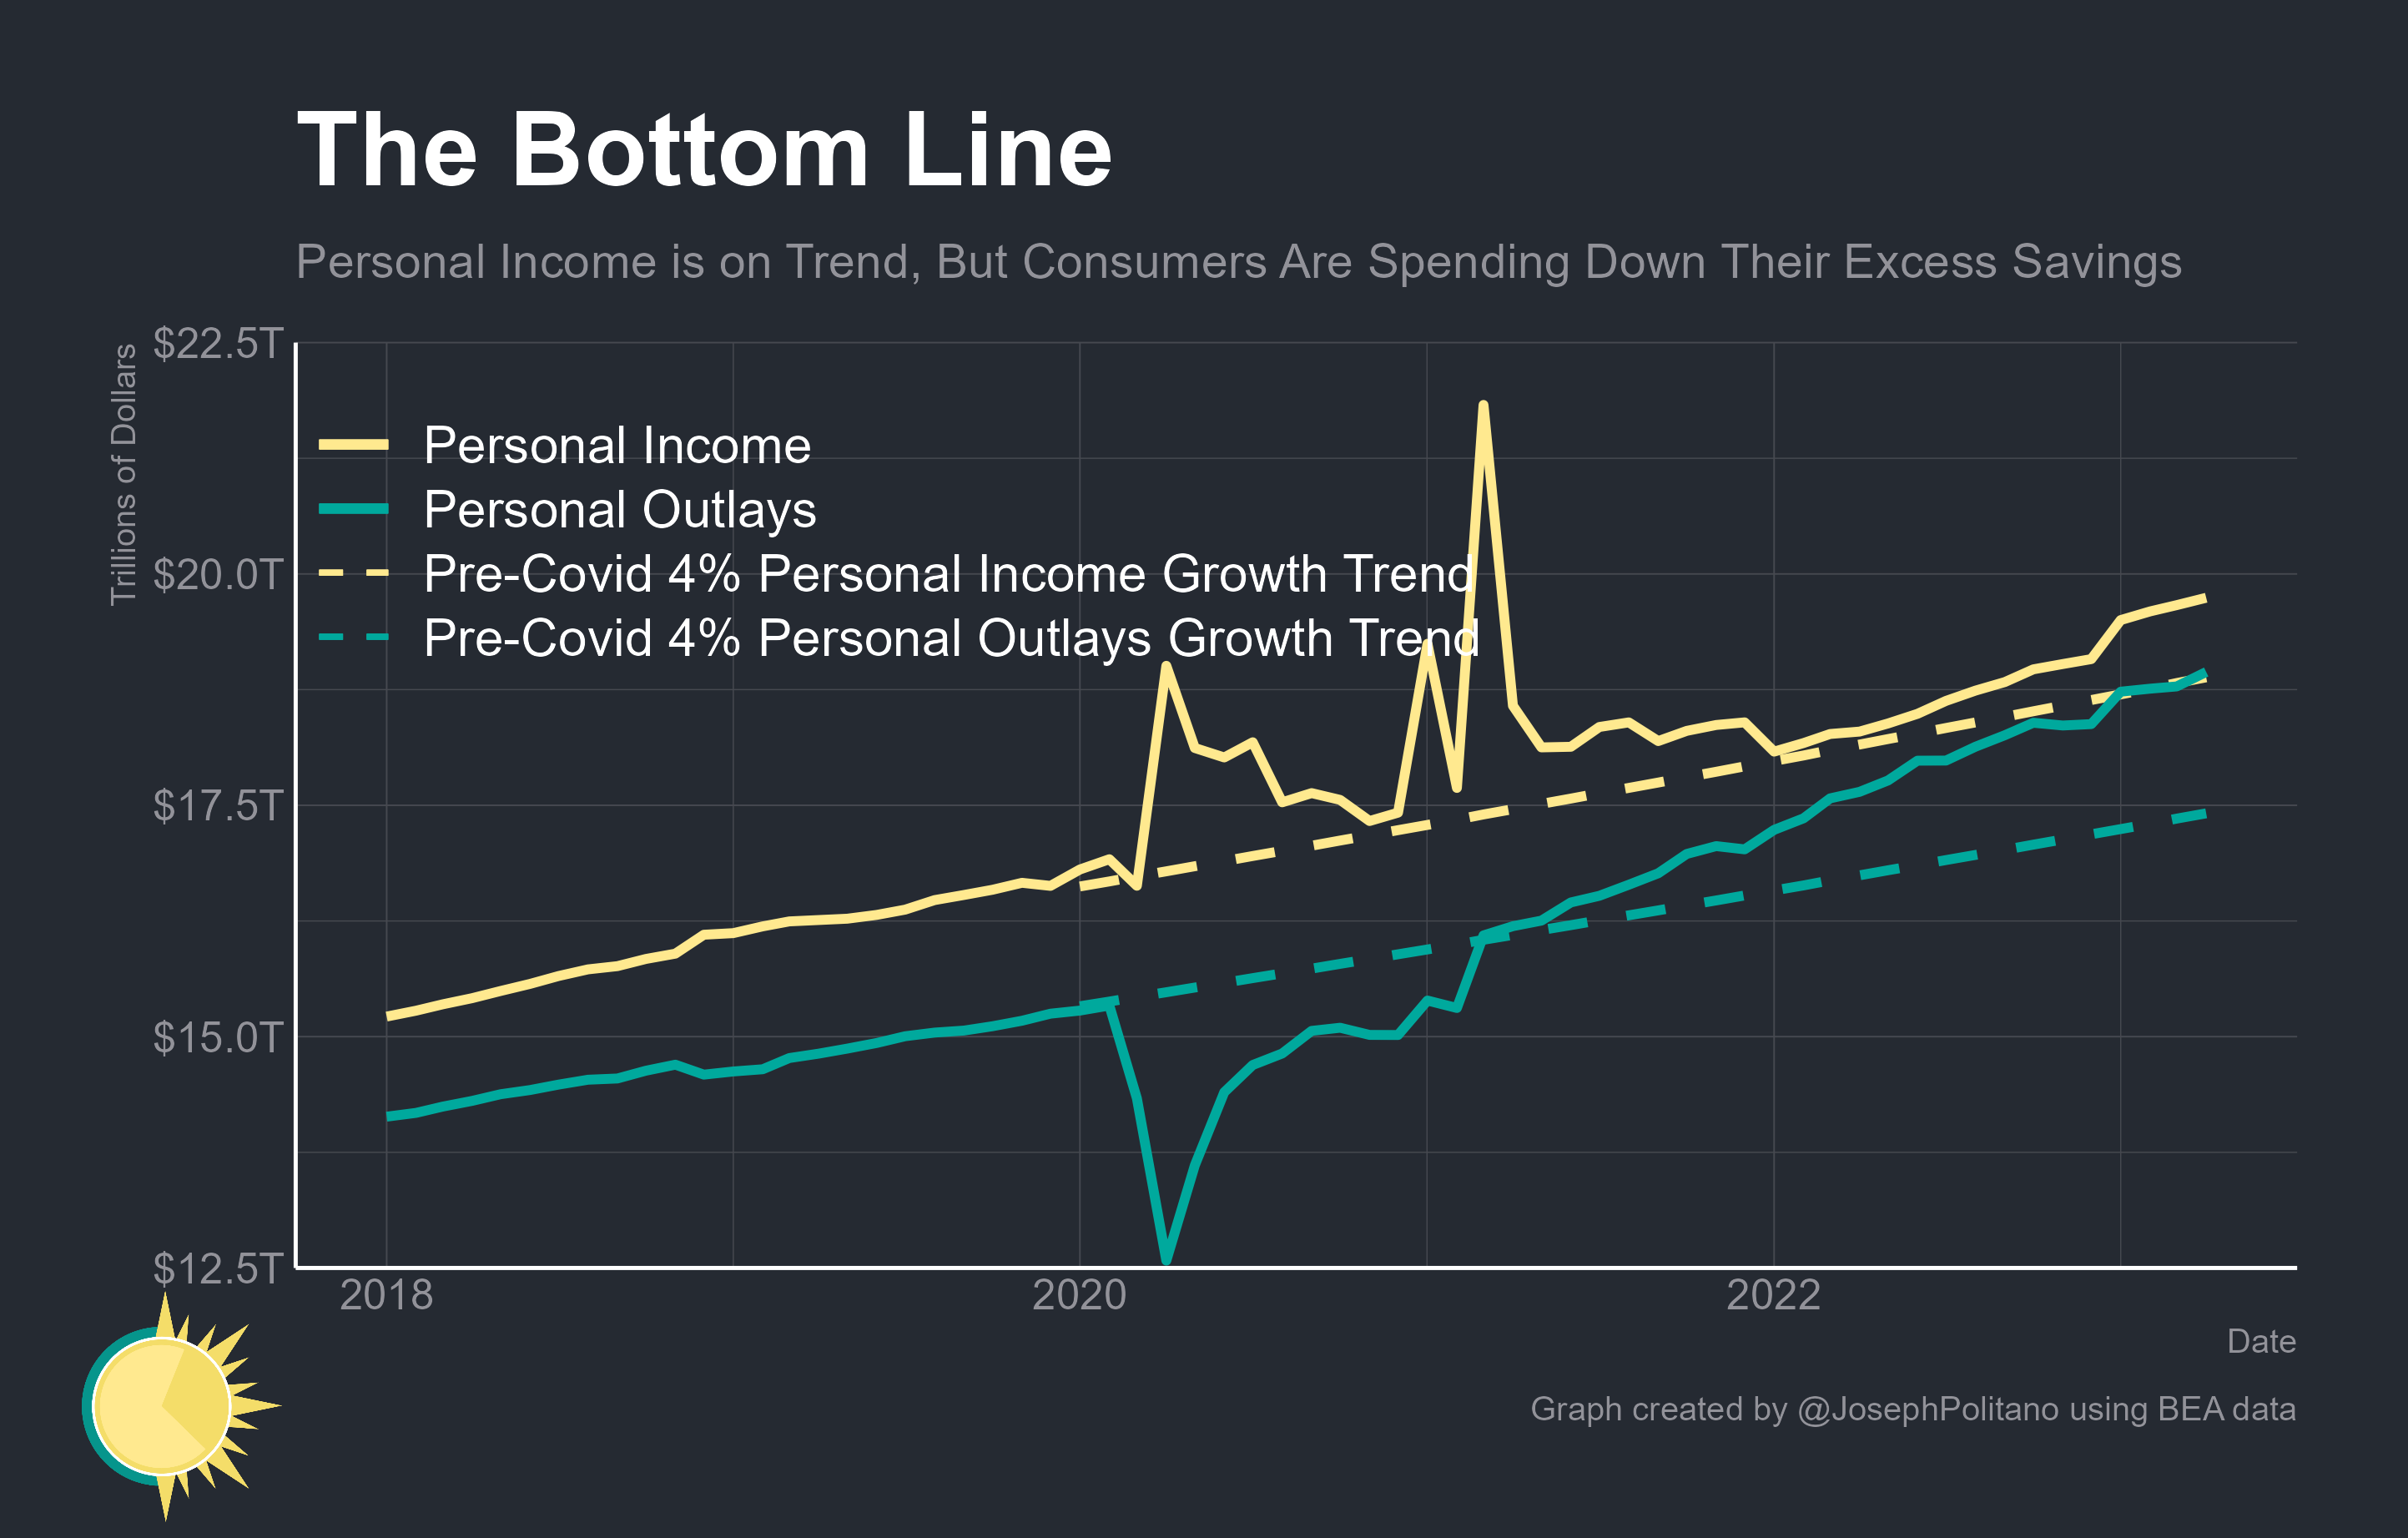 The Bottom Line
Personal Income is on Trend, But Consumers Are Spending Down Their Excess Savings
Trillions of Dollars
$22.5T
$20.0T
$17.5T
$15.0T
$12.5T
Personal Income
Personal Outlays
Pre-Covid 4% Personal Income Growth Trend
Pre-Covid 4% Personal Outlays Growth Trend
2018
2020
2022
Date
Graph created by @JosephPolitano using BEA data